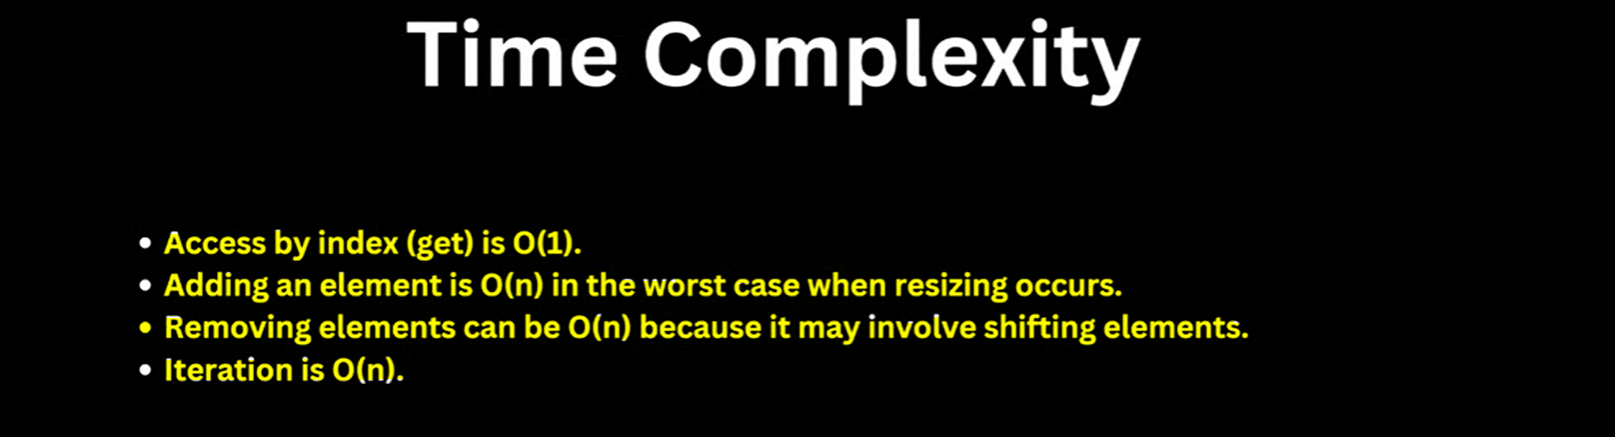 Time Complexity
• Access by index (get) is O(1).
• Adding an element is O(n) in the worst case when resizing occurs.
• Removing elements can be O(n) because it may involve shifting elements.
• Iteration is O(n).